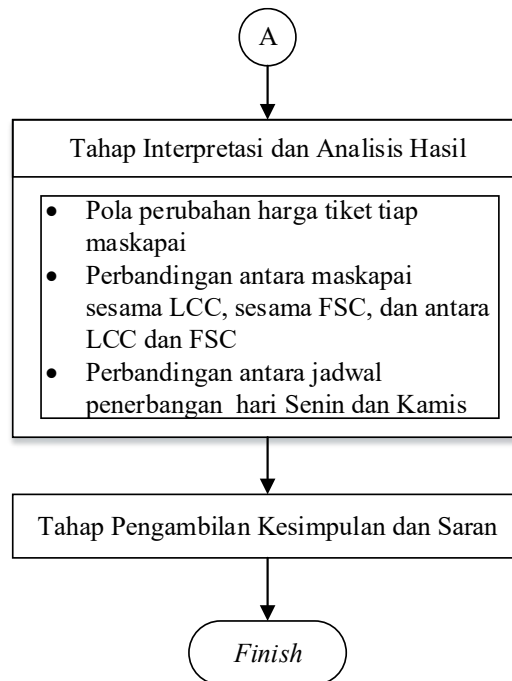 A
Tahap Interpretasi dan Analisis Hasil
• Pola perubahan harga tiket tiap
maskapai
• Perbandingan antara maskapai
sesama LCC, sesama FSC, dan antara
LCC dan FSC
• Perbandingan antara jadwal
penerbangan hari Senin dan Kamis
Tahap Pengambilan Kesimpulan dan Saran
Finish